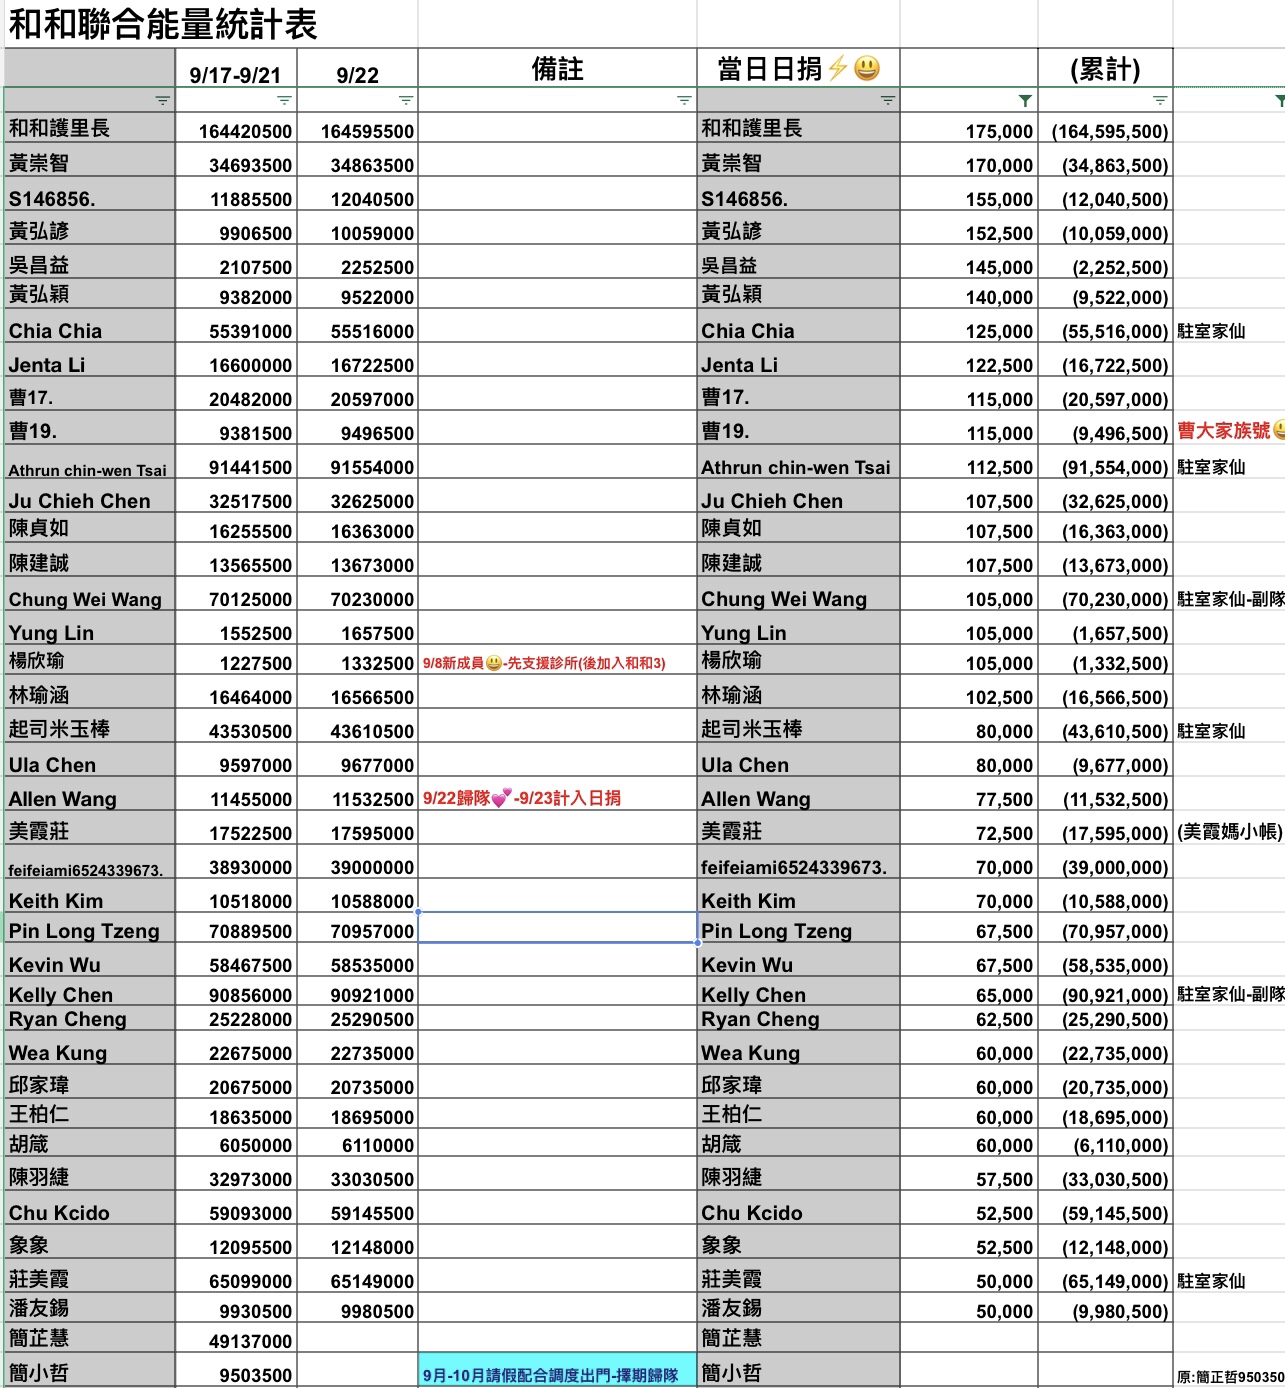 和和聯合能量統計表
9/17-9/21 9/22 備註 當日日捐⚡😃 (累計)
和和護里長 164420500 164595500 和和護里長 175,000 (164,595,500)
黃崇智 34693500 34863500 黃崇智 170,000 (34,863,500)
S146856. 11885500 12040500 S146856. 155,000 (12,040,500)
黃弘諺 9906500 10059000 黃弘諺 152,500 (10,059,000)
吳昌益 2107500 2252500 吳昌益 145,000 (2,252,500)
黃弘穎 9382000 9522000 黃弘穎 140,000 (9,522,000)
Chia Chia 55391000 55516000 Chia Chia 125,000 (55,516,000) 駐室家仙
Jenta Li 16600000 16722500 Jenta Li 122,500 (16,722,500)
曹17. 20482000 20597000 曹17. 115,000 (20,597,000)
曹19. 9381500 9496500 曹19. 115,000 (9,496,500) 曹大家族號😃
Athrun chin-wen Tsai 91441500 91554000 Athrun chin-wen Tsai 112,500 (91,554,000) 駐室家仙
Ju Chieh Chen 32517500 32625000 Ju Chieh Chen 107,500 (32,625,000)
陳貞如 16255500 16363000 陳貞如 107,500 (16,363,000)
陳建誠 13565500 13673000 陳建誠 107,500 (13,673,000)
Chung Wei Wang 70125000 70230000 Chung Wei Wang 105,000 (70,230,000) 駐室家仙-副隊
Yung Lin 1552500 1657500 Yung Lin 105,000 (1,657,500)
楊欣瑜 1227500 1332500 9/8新成員😃-先支援診所(後加入和和3) 楊欣瑜 105,000 (1,332,500)
林瑜涵 16464000 16566500 林瑜涵 102,500 (16,566,500)
起司米玉棒 43530500 43610500 起司米玉棒 80,000 (43,610,500) 駐室家仙
Ula Chen 9597000 9677000 Ula Chen 80,000 (9,677,000)
Allen Wang 11455000 11532500 9/22歸隊💕-9/23計入日捐 Allen Wang 77,500 (11,532,500)
美霞莊 17522500 17595000 美霞莊 72,500 (17,595,000) (美霞媽小帳)
feifeiami6524339673. 38930000 39000000 feifeiami6524339673. 70,000 (39,000,000)
Keith Kim 10518000 10588000 Keith Kim 70,000 (10,588,000)
Pin Long Tzeng 70889500 70957000 Pin Long Tzeng 67,500 (70,957,000)
Kevin Wu 58467500 58535000 Kevin Wu 67,500 (58,535,000)
Kelly Chen 90856000 90921000 Kelly Chen 65,000 (90,921,000) 駐室家仙-副隊
Ryan Cheng 25228000 25290500 Ryan Cheng 62,500 (25,290,500)
Wea Kung 22675000 22735000 Wea Kung 60,000 (22,735,000)
邱家瑋 20675000 20735000 邱家瑋 60,000 (20,735,000)
王柏仁 18635000 18695000 王柏仁 60,000 (18,695,000)
胡箴 6050000 6110000 胡箴 60,000 (6,110,000)
陳羽緁 32973000 33030500 陳羽緁 57,500 (33,030,500)
Chu Kcido 59093000 59145500 Chu Kcido 52,500 (59,145,500)
象象 12095500 12148000 象象 52,500 (12,148,000)
莊美霞 65099000 65149000 莊美霞 50,000 (65,149,000) 駐室家仙
潘友錫 9930500 9980500 潘友錫 50,000 (9,980,500)
簡芷慧 49137000 簡芷慧
簡小哲 9503500 9月-10月請假配合調度出門-擇期歸隊 簡小哲 原:簡正哲950350